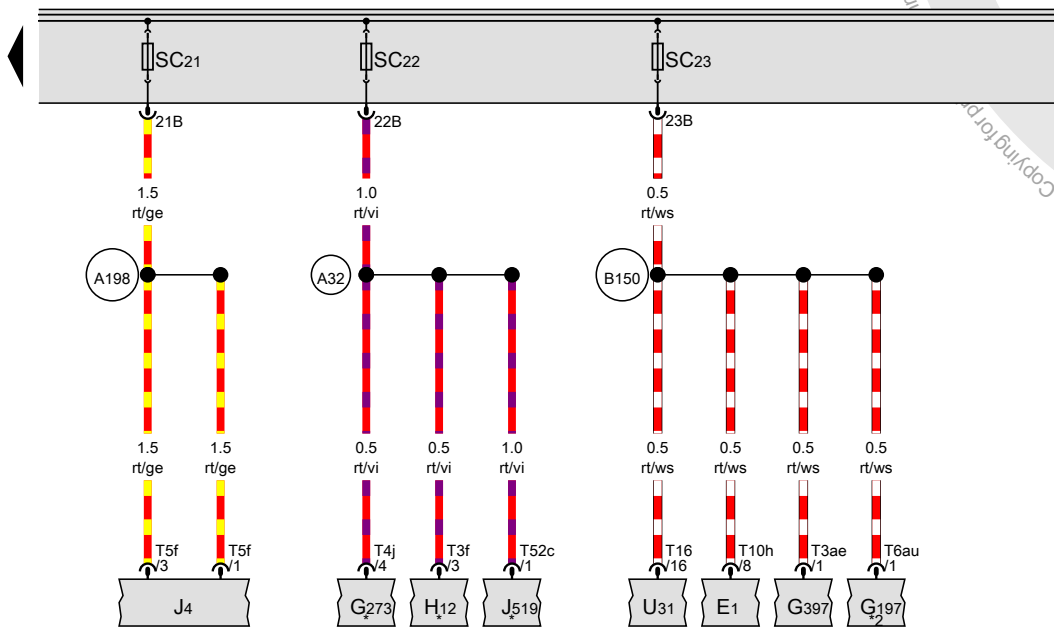 SC21 SC22 SC23
21B 22B 23B
1.5 1.0 0.5
rt/ge rt/vi rt/ws
A198 A32 B150
1.5 1.5 0.5 0.5 1.0 0.5 0.5 0.5 0.5
rt/ge rt/ge rt/vi rt/vi rt/vi rt/ws rt/ws rt/ws rt/ws
T5f T5f T4j T3f T52c T16 T10h T3ae T6au
/3 /1 /4 /3 /1 /16 /8 /1 /1
J4 G273 H12 J519 U31 E1 G397 G197
* * * *2
Copying for pr